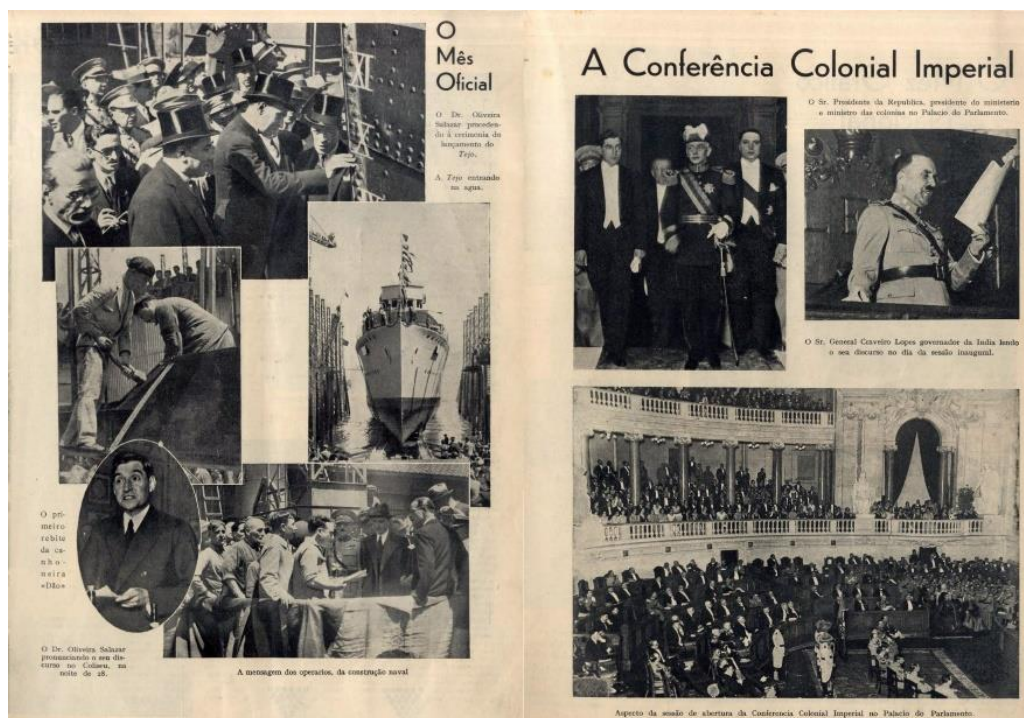 O
Mês
Oficial
O Dr. Oliveira
Salazar proceden-
do á cerimonia do
lançamento do
Tejo.
A Tejo entrando
na agua.
O pri-
meiro
rebite
da ca-
nho-
neira
«Dão»
O Dr. Oliveira Salazar
pronunciando o seu dis-
curso no Coliseu, na
noite de 28.
A mensagem dos operarios, da construção naval
A Conferência Colonial Imperial
O Sr. Presidente da Republica, presidente do ministerio
e ministro das colonias no Palacio do Parlamento.
O Sr. General Craveiro Lopes governador da India lendo
o seu discurso no dia da sessão inaugural.
Aspecto da sessão de abertura da Conferencia Colonial Imperial no Palacio do Parlamento.